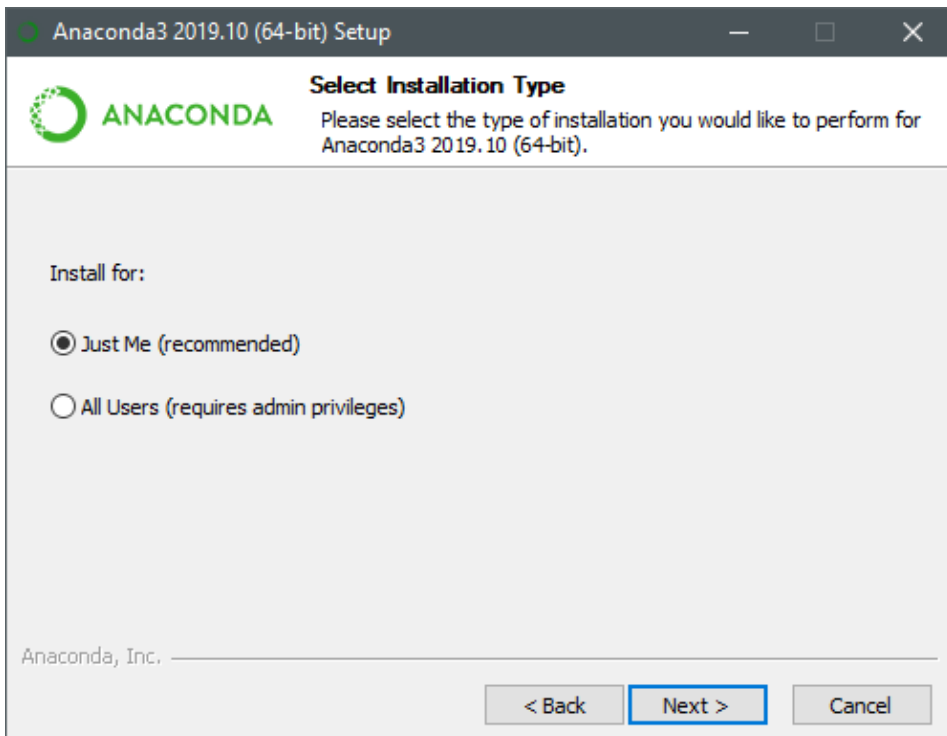 Anaconda3 2019.10 (64-bit) Setup
ANACONDA
Select Installation Type
Please select the type of installation you would like to perform for
Anaconda3 2019.10 (64-bit).
Install for:
Just Me (recommended)
All Users (requires admin privileges)
Anaconda, Inc.
< Back
Next >
Cancel